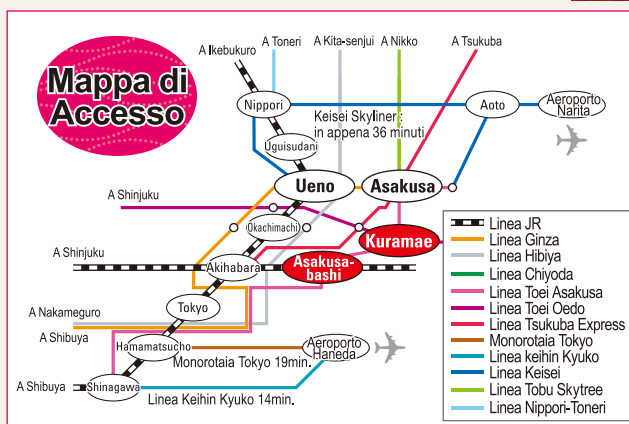 A Ikebukuro
A Toneri
A Kita-senjui
A Nikko
A Tsukuba
Mappa di
Accesso
Nippori
Keisei Skyliner :
in appena 36 minuti
Aoto
Aeroporto
Narita
Uguisudani
Ueno
Asakusa
A Shinjuku
Okachimachi
Kuramae
A Shinjuku
Akihabara
Asakusa-
bashi
Tokyo
A Nakameguro
A Shibuya
Hamamatsucho
Monorotaia Tokyo 19min.
Aeroporto
Haneda
A Shibuya
Shinagawa
Linea Keihin Kyuko 14min.
Linea JR
Linea Ginza
Linea Hibiya
Linea Chiyoda
Linea Toei Asakusa
Linea Toei Oedo
Linea Tsukuba Express
Monorotaia Tokyo
Linea keihin Kyuko
Linea Keisei
Linea Tobu Skytree
Linea Nippori-Toneri